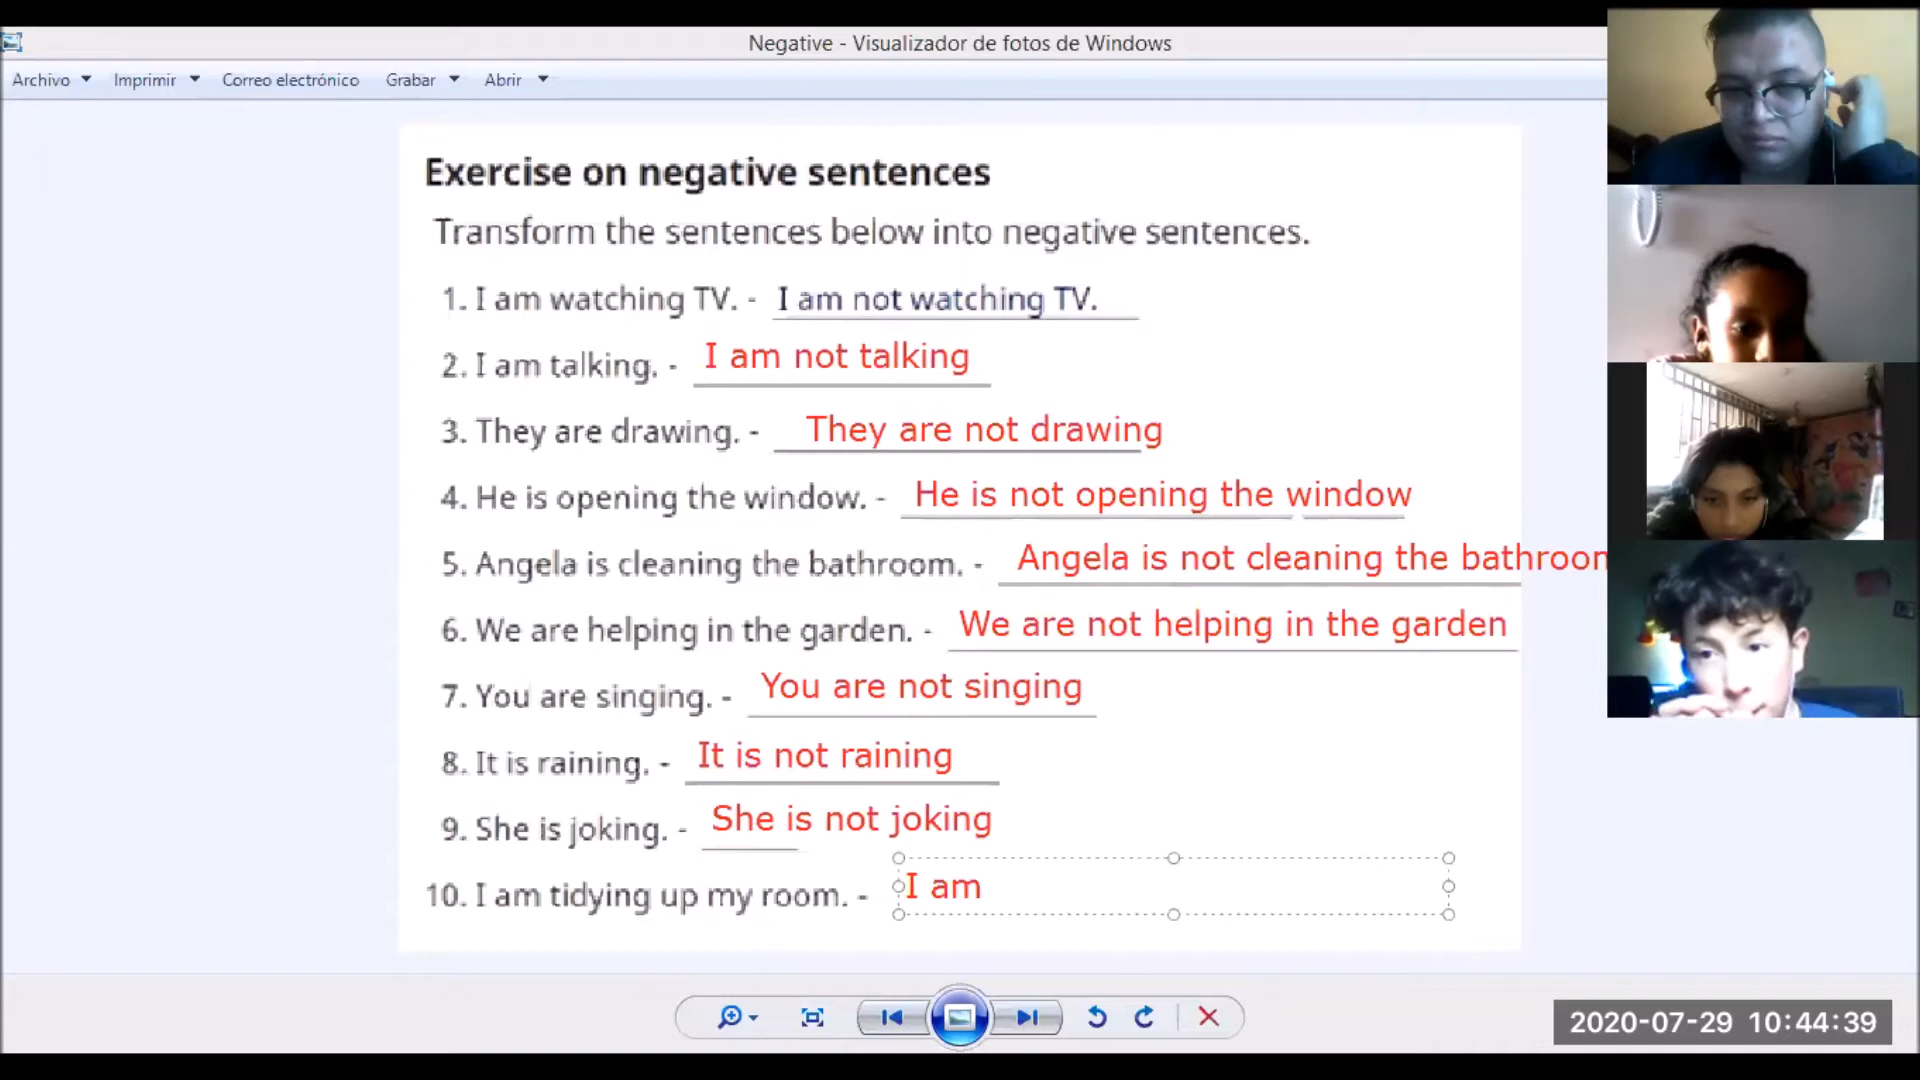 Negative - Visualizador de fotos de Windows
Archivo Imprimir Correo electrónico Grabar Abrir
Exercise on negative sentences
Transform the sentences below into negative sentences.
1. I am watching TV. - I am not watching TV.
2. I am talking. - I am not talking
3. They are drawing. - They are not drawing
4. He is opening the window. - He is not opening the window
5. Angela is cleaning the bathroom. - Angela is not cleaning the bathroom
6. We are helping in the garden. - We are not helping in the garden
7. You are singing. - You are not singing
8. It is raining. - It is not raining
9. She is joking. - She is not joking
10. I am tidying up my room. - I am
2020-07-29 10:44:39